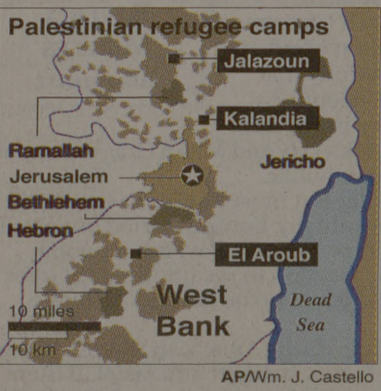 Palestinian refugee camps
Jalazoun
Kalandia
Ramallah
Jericho
Jerusalem
Bethlehem
Hebron
El Aroub
West
Bank
10 miles
10 km
Dead
Sea
AP/Wm. J. Castello